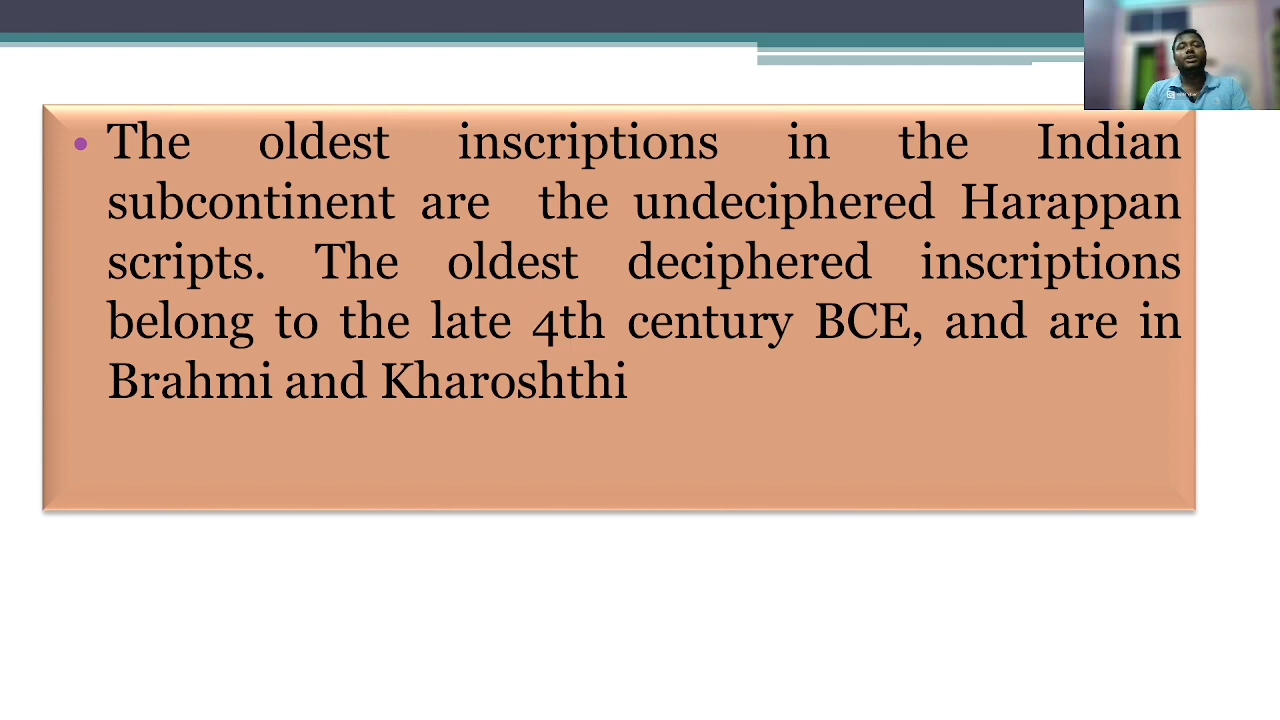 • The oldest inscriptions in the Indian
subcontinent are the undeciphered Harappan
scripts. The oldest deciphered inscriptions
belong to the late 4th century BCE, and are in
Brahmi and Kharoshthi